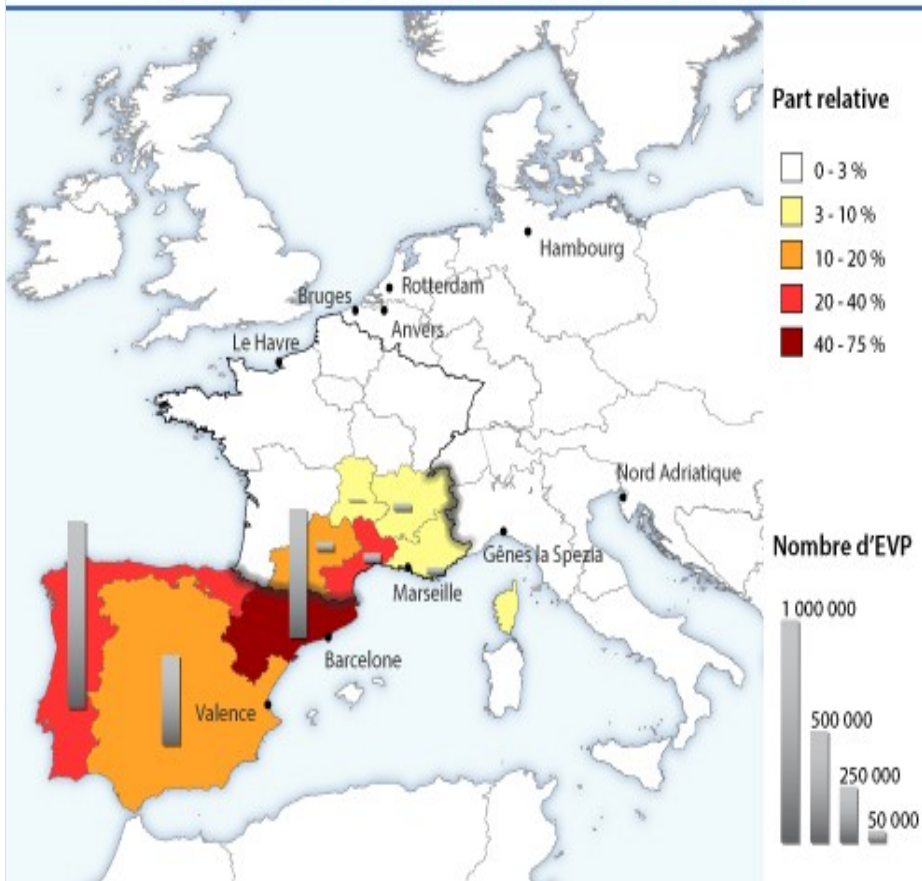 Part relative
0 - 3 %
3 - 10 %
10 - 20 %
20 - 40 %
40 - 75 %
Hambourg
Rotterdam
Bruges
Anvers
Le Havre
Nord Adriatique
Gênes la Spezia
Marseille
Barcelone
Valence
Nombre d'EVP
1 000 000
500 000
250 000
50 000